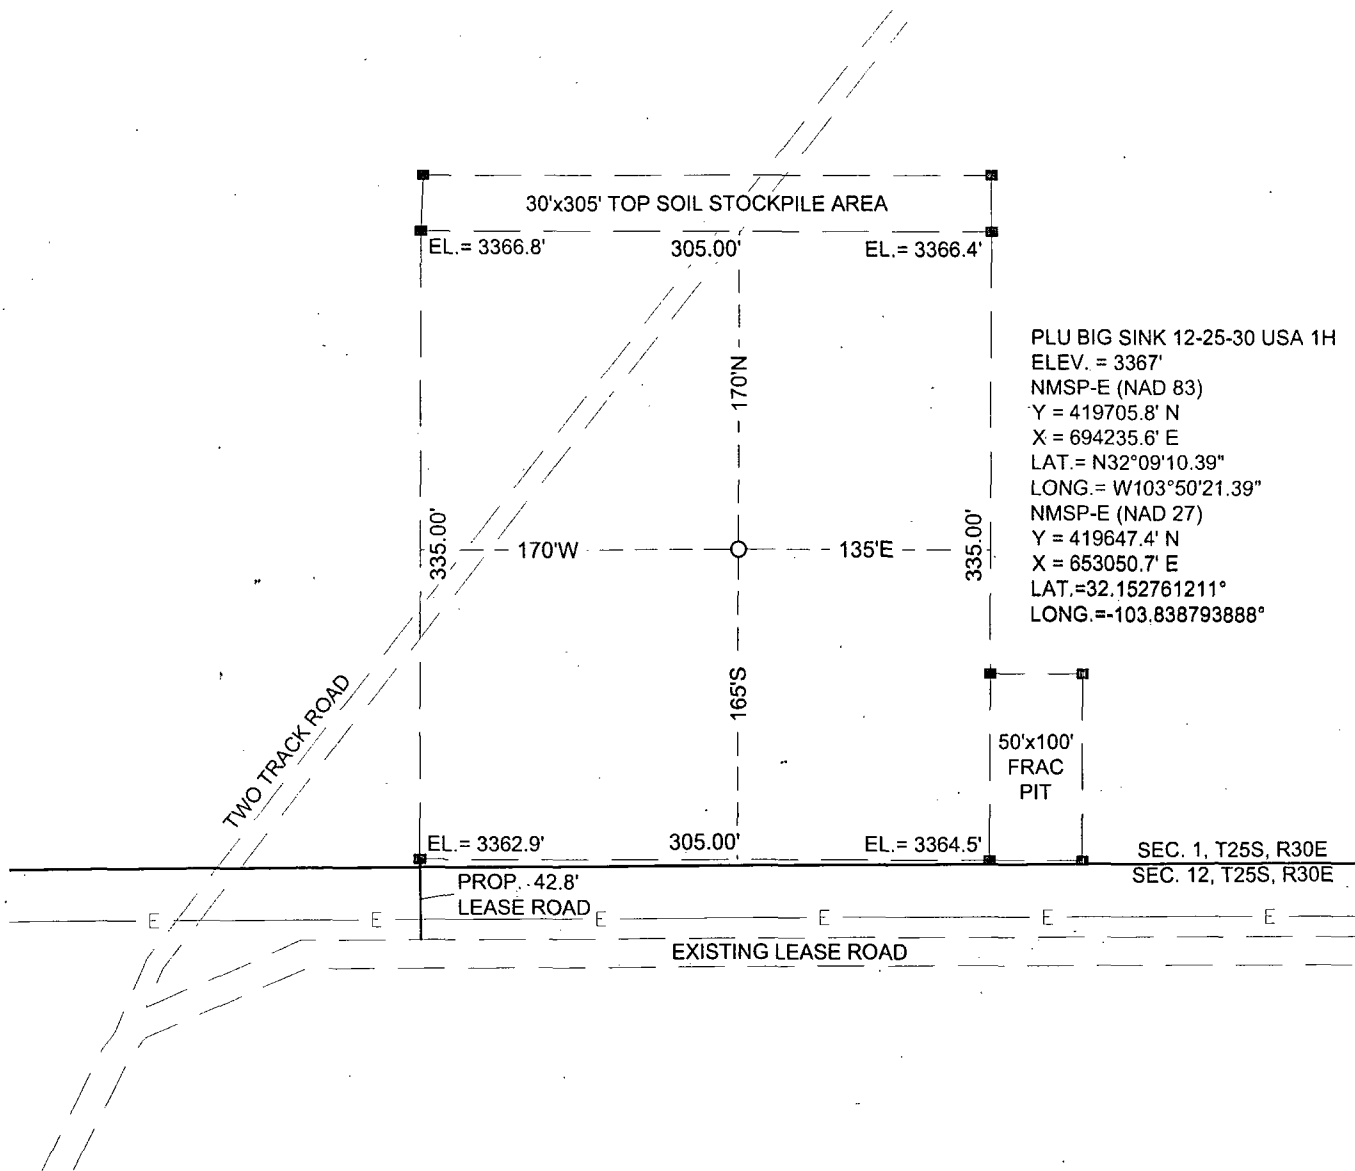 30'x305' TOP SOIL STOCKPILE AREA
EL.= 3366.8'
305.00'
EL.= 3366.4'
170'N
PLU BIG SINK 12-25-30 USA 1H
ELEV. = 3367'
NMSP-E (NAD 83)
Y = 419705.8' N
X = 694235.6' E
LAT.= N32°09'10.39"
LONG.= W103°50'21.39"
NMSP-E (NAD 27)
Y = 419647.4' N
X = 653050.7' E
LAT.=32.152761211°
LONG.=-103.838793888°
335.00'
170'W
135'E
335.00'
165'S
TWO TRACK ROAD
50'x100'
FRAC
PIT
EL.= 3362.9'
305.00'
EL.= 3364.5'
SEC. 1, T25S, R30E
SEC. 12, T25S, R30E
PROP. 42.8'
LEASE ROAD
E E E E E E
EXISTING LEASE ROAD